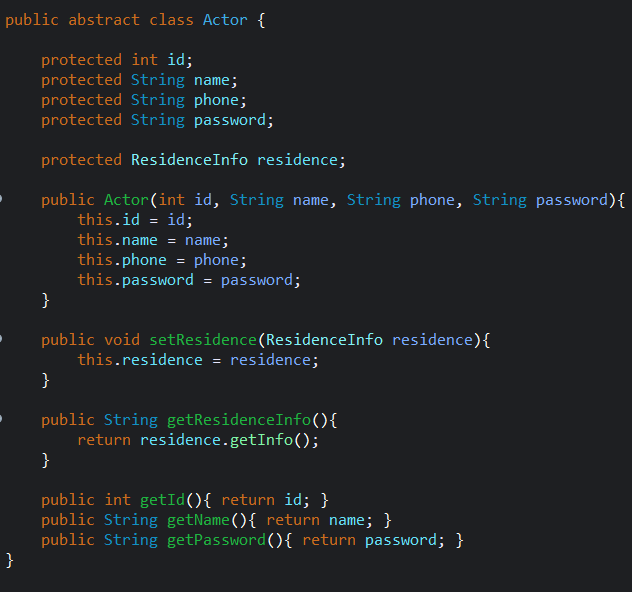 public abstract class Actor {
protected int id;
protected String name;
protected String phone;
protected String password;
protected ResidenceInfo residence;
public Actor(int id, String name, String phone, String password){
this.id = id;
this.name = name;
this.phone = phone;
this.password = password;
}
public void setResidence(ResidenceInfo residence){
this.residence = residence;
}
public String getResidenceInfo(){
return residence.getInfo();
}
public int getId(){ return id; }
public String getName(){ return name; }
public String getPassword(){ return password; }
}